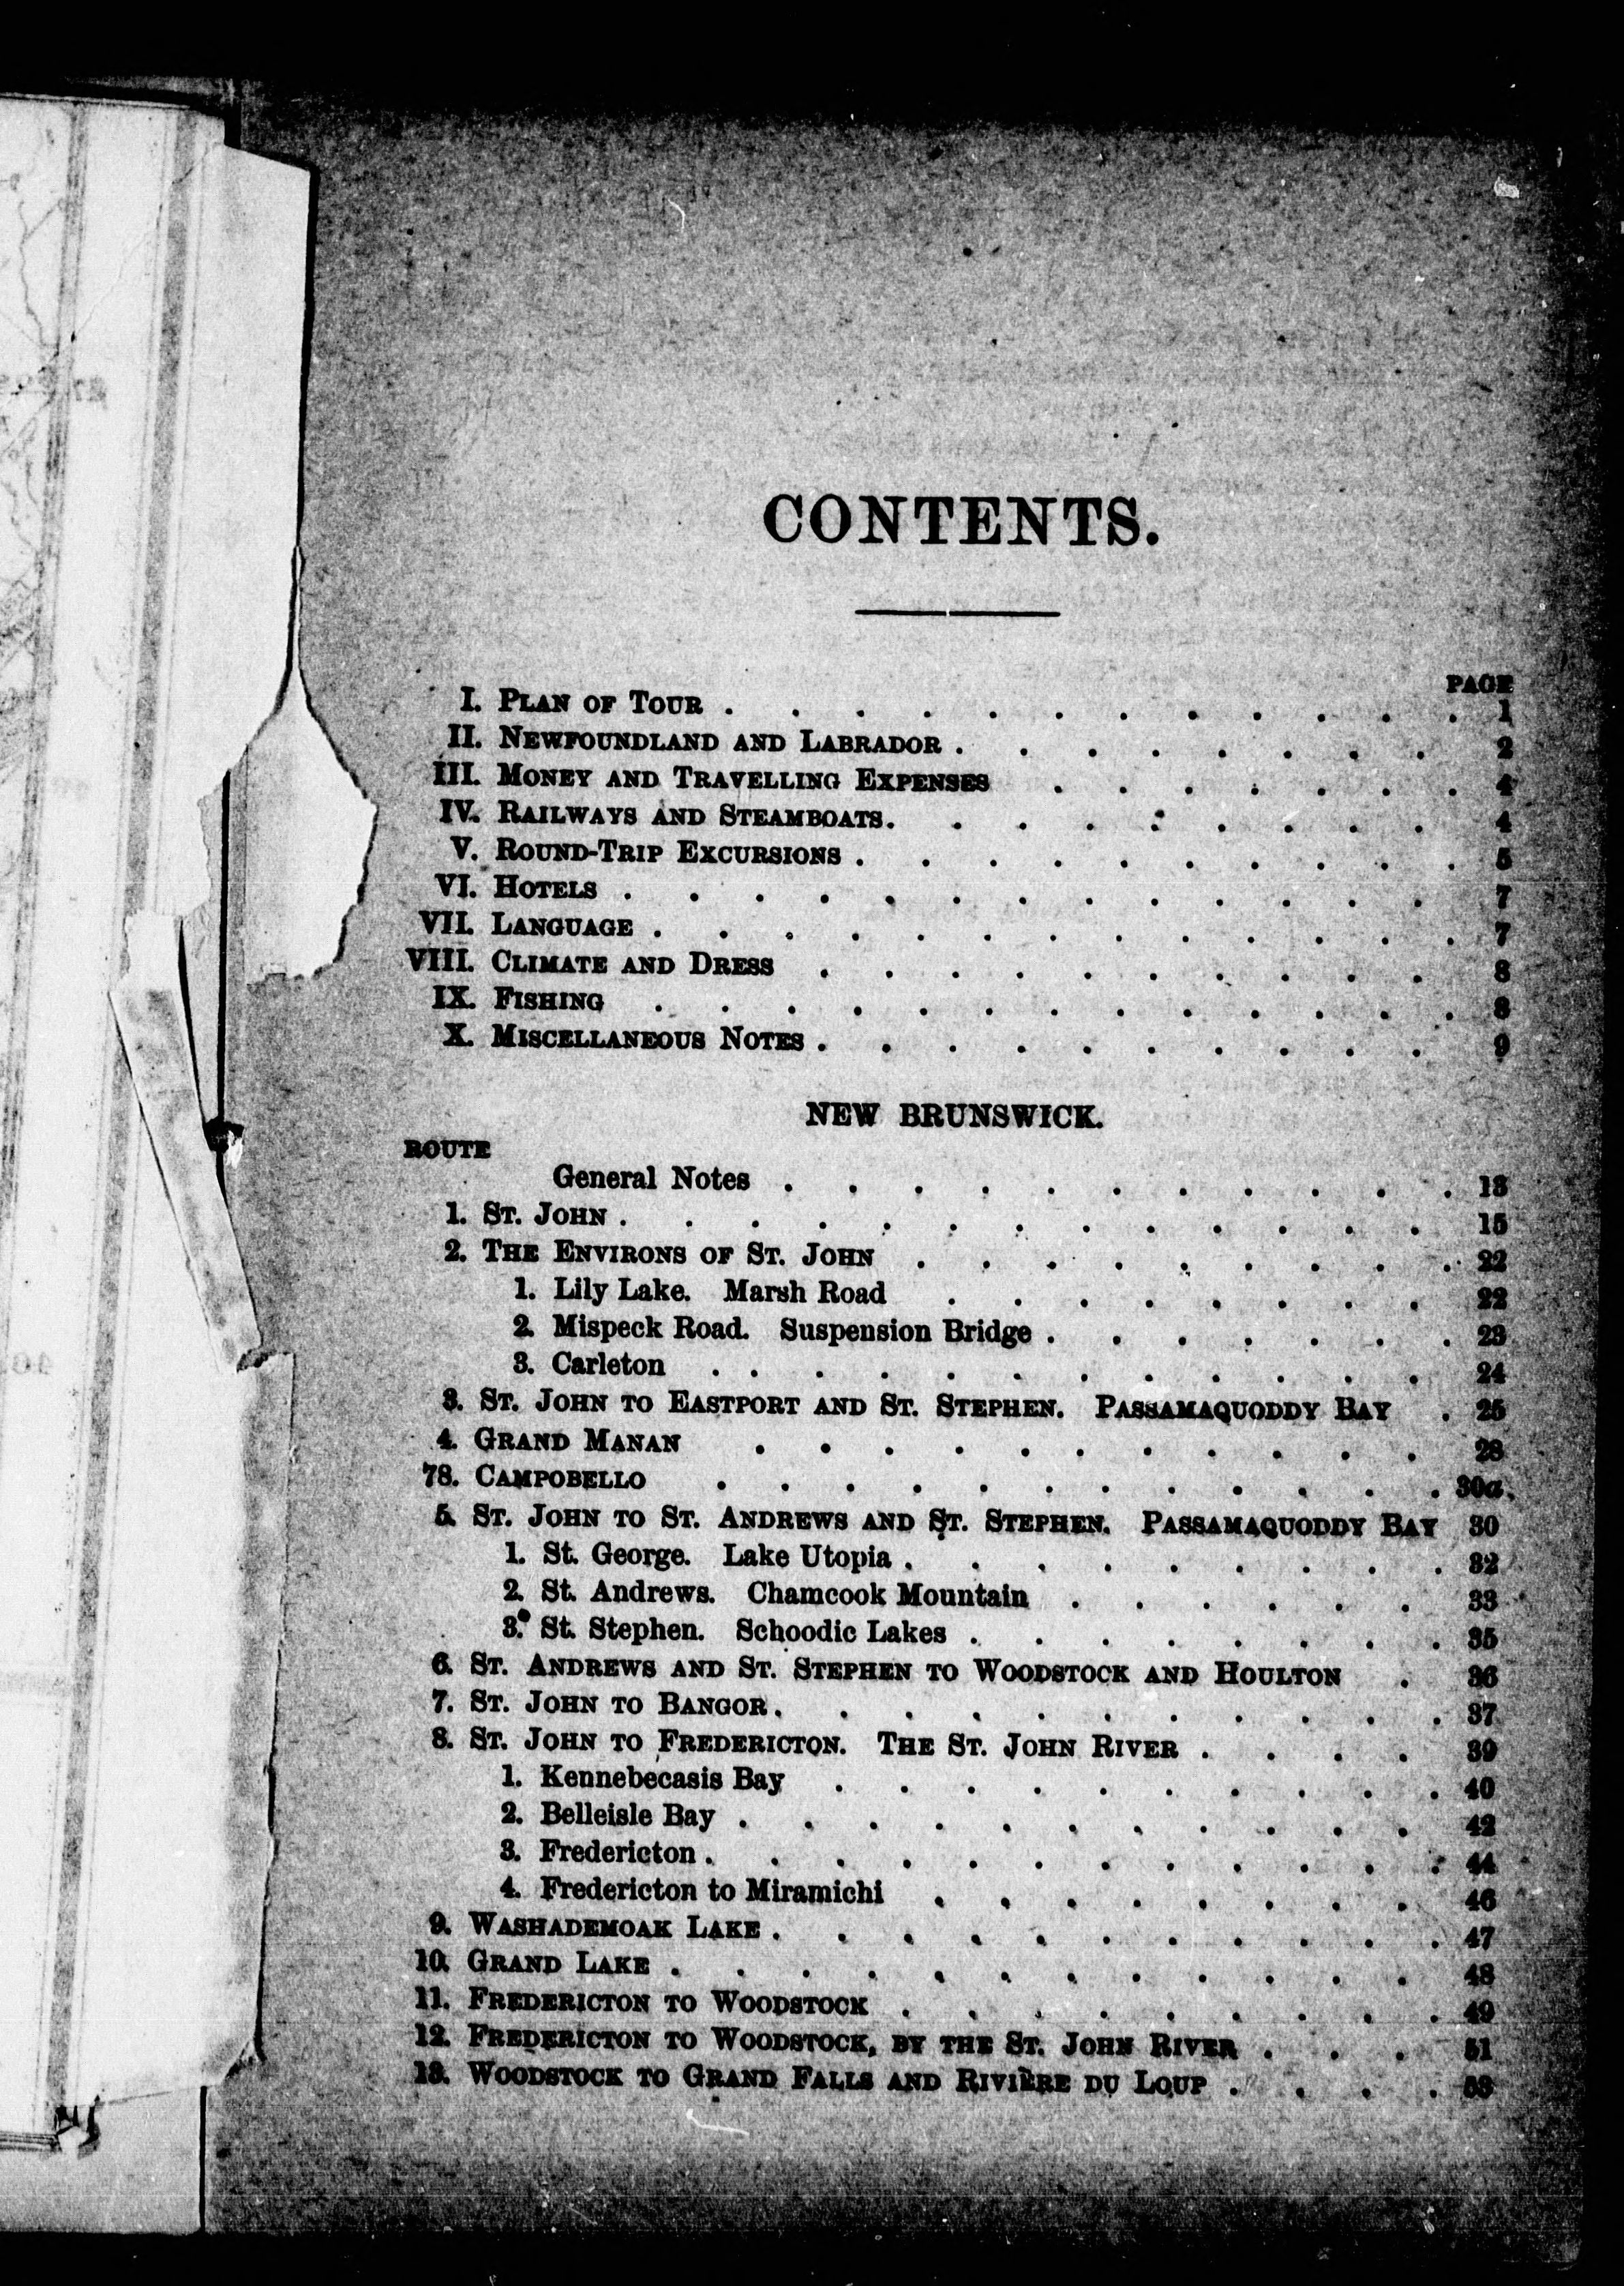 CONTENTS.
PAGE
I. PLAN OF TOUR . . . . . . . . . . . . 1
II. NEWFOUNDLAND AND LABRADOR . . . . . . . . 2
III. MONEY AND TRAVELLING EXPENSES . . . . . . . 4
IV. RAILWAYS AND STEAMBOATS. . . . . . . . . 4
V. ROUND-TRIP EXCURSIONS . . . . . . . . . . 5
VI. HOTELS . . . . . . . . . . . . . 7
VII. LANGUAGE . . . . . . . . . . . . . 7
VIII. CLIMATE AND DRESS . . . . . . . . . . 8
IX. FISHING . . . . . . . . . . . . . 8
X. MISCELLANEOUS NOTES . . . . . . . . . . 9
NEW BRUNSWICK.
ROUTE
General Notes . . . . . . . . . . . 13
1. ST. JOHN . . . . . . . . . . . . . 15
2. THE ENVIRONS OF ST. JOHN . . . . . . . . . 22
1. Lily Lake. Marsh Road . . . . . . . . 22
2. Mispeck Road. Suspension Bridge . . . . . . . 23
3. Carleton . . . . . . . . . . . . 24
3. ST. JOHN TO EASTPORT AND ST. STEPHEN. PASSAMAQUODDY BAY . 25
4. GRAND MANAN . . . . . . . . . . . 28
78. CAMPOBELLO . . . . . . . . . . . . 30a
5. ST. JOHN TO ST. ANDREWS AND ST. STEPHEN. PASSAMAQUODDY BAY 30
1. St. George. Lake Utopia . . . . . . . . . 32
2. St. Andrews. Chamcook Mountain . . . . . . 33
3. St. Stephen. Schoodic Lakes . . . . . . . . 35
6. ST. ANDREWS AND ST. STEPHEN TO WOODSTOCK AND HOULTON . 36
7. ST. JOHN TO BANGOR. . . . . . . . . . . 37
8. ST. JOHN TO FREDERICTON. THE ST. JOHN RIVER . . . . 39
1. Kennebecasis Bay . . . . . . . . . . 40
2. Belleisle Bay . . . . . . . . . . . 42
3. Fredericton . . . . . . . . . . . . 44
4. Fredericton to Miramichi . . . . . . . . 46
9. WASHADEMOAK LAKE . . . . . . . . . . . 47
10. GRAND LAKE . . . . . . . . . . . . 48
11. FREDERICTON TO WOODSTOCK . . . . . . . . . 49
12. FREDERICTON TO WOODSTOCK, BY THE ST. JOHN RIVER . . . 51
13. WOODSTOCK TO GRAND FALLS AND RIVIÈRE DU LOUP . . . . 53